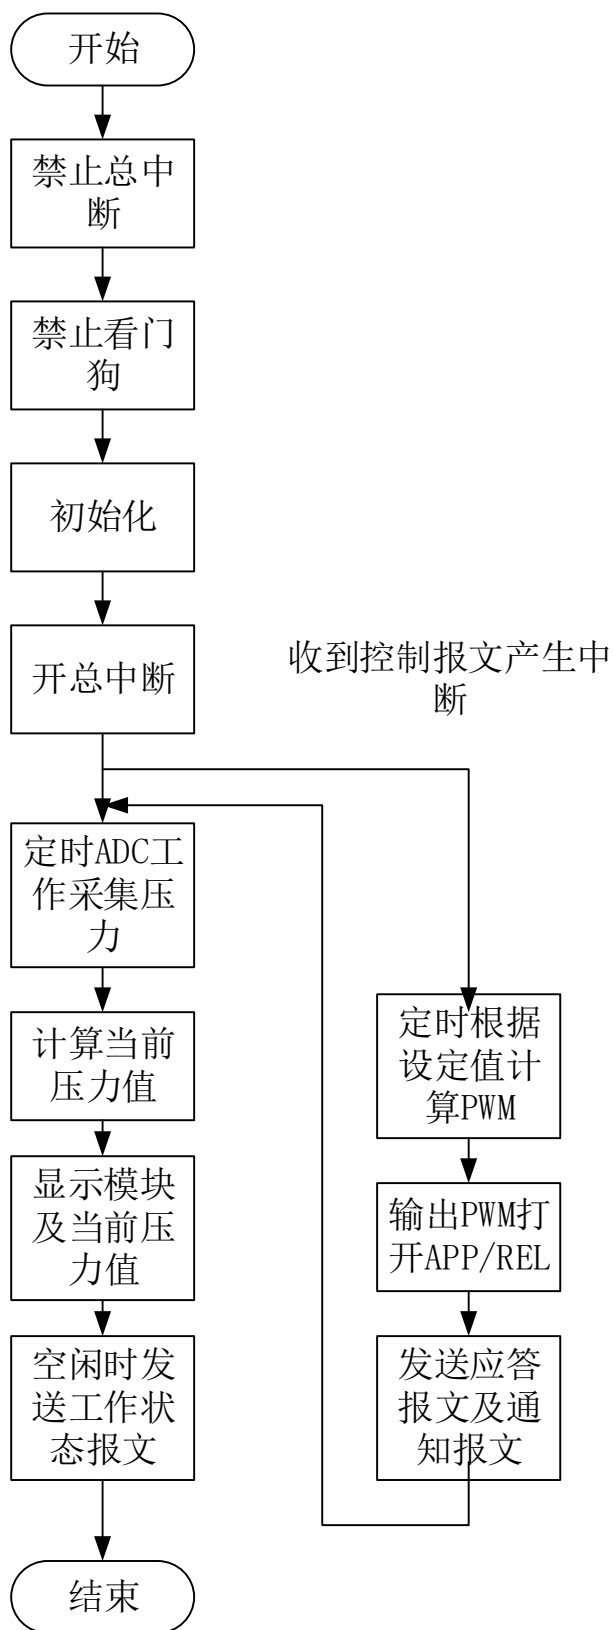 开始
禁止总中
断
禁止看门
狗
初始化
开总中断
收到控制报文产生中
断
定时ADC工
作采集压
力
计算当前
压力值
显示模块
及当前压
力值
空闲时发
送工作状
态报文
结束
定时根据
设定值计
算PWM
输出PWM打
开APP/REL
发送应答
报文及通
知报文